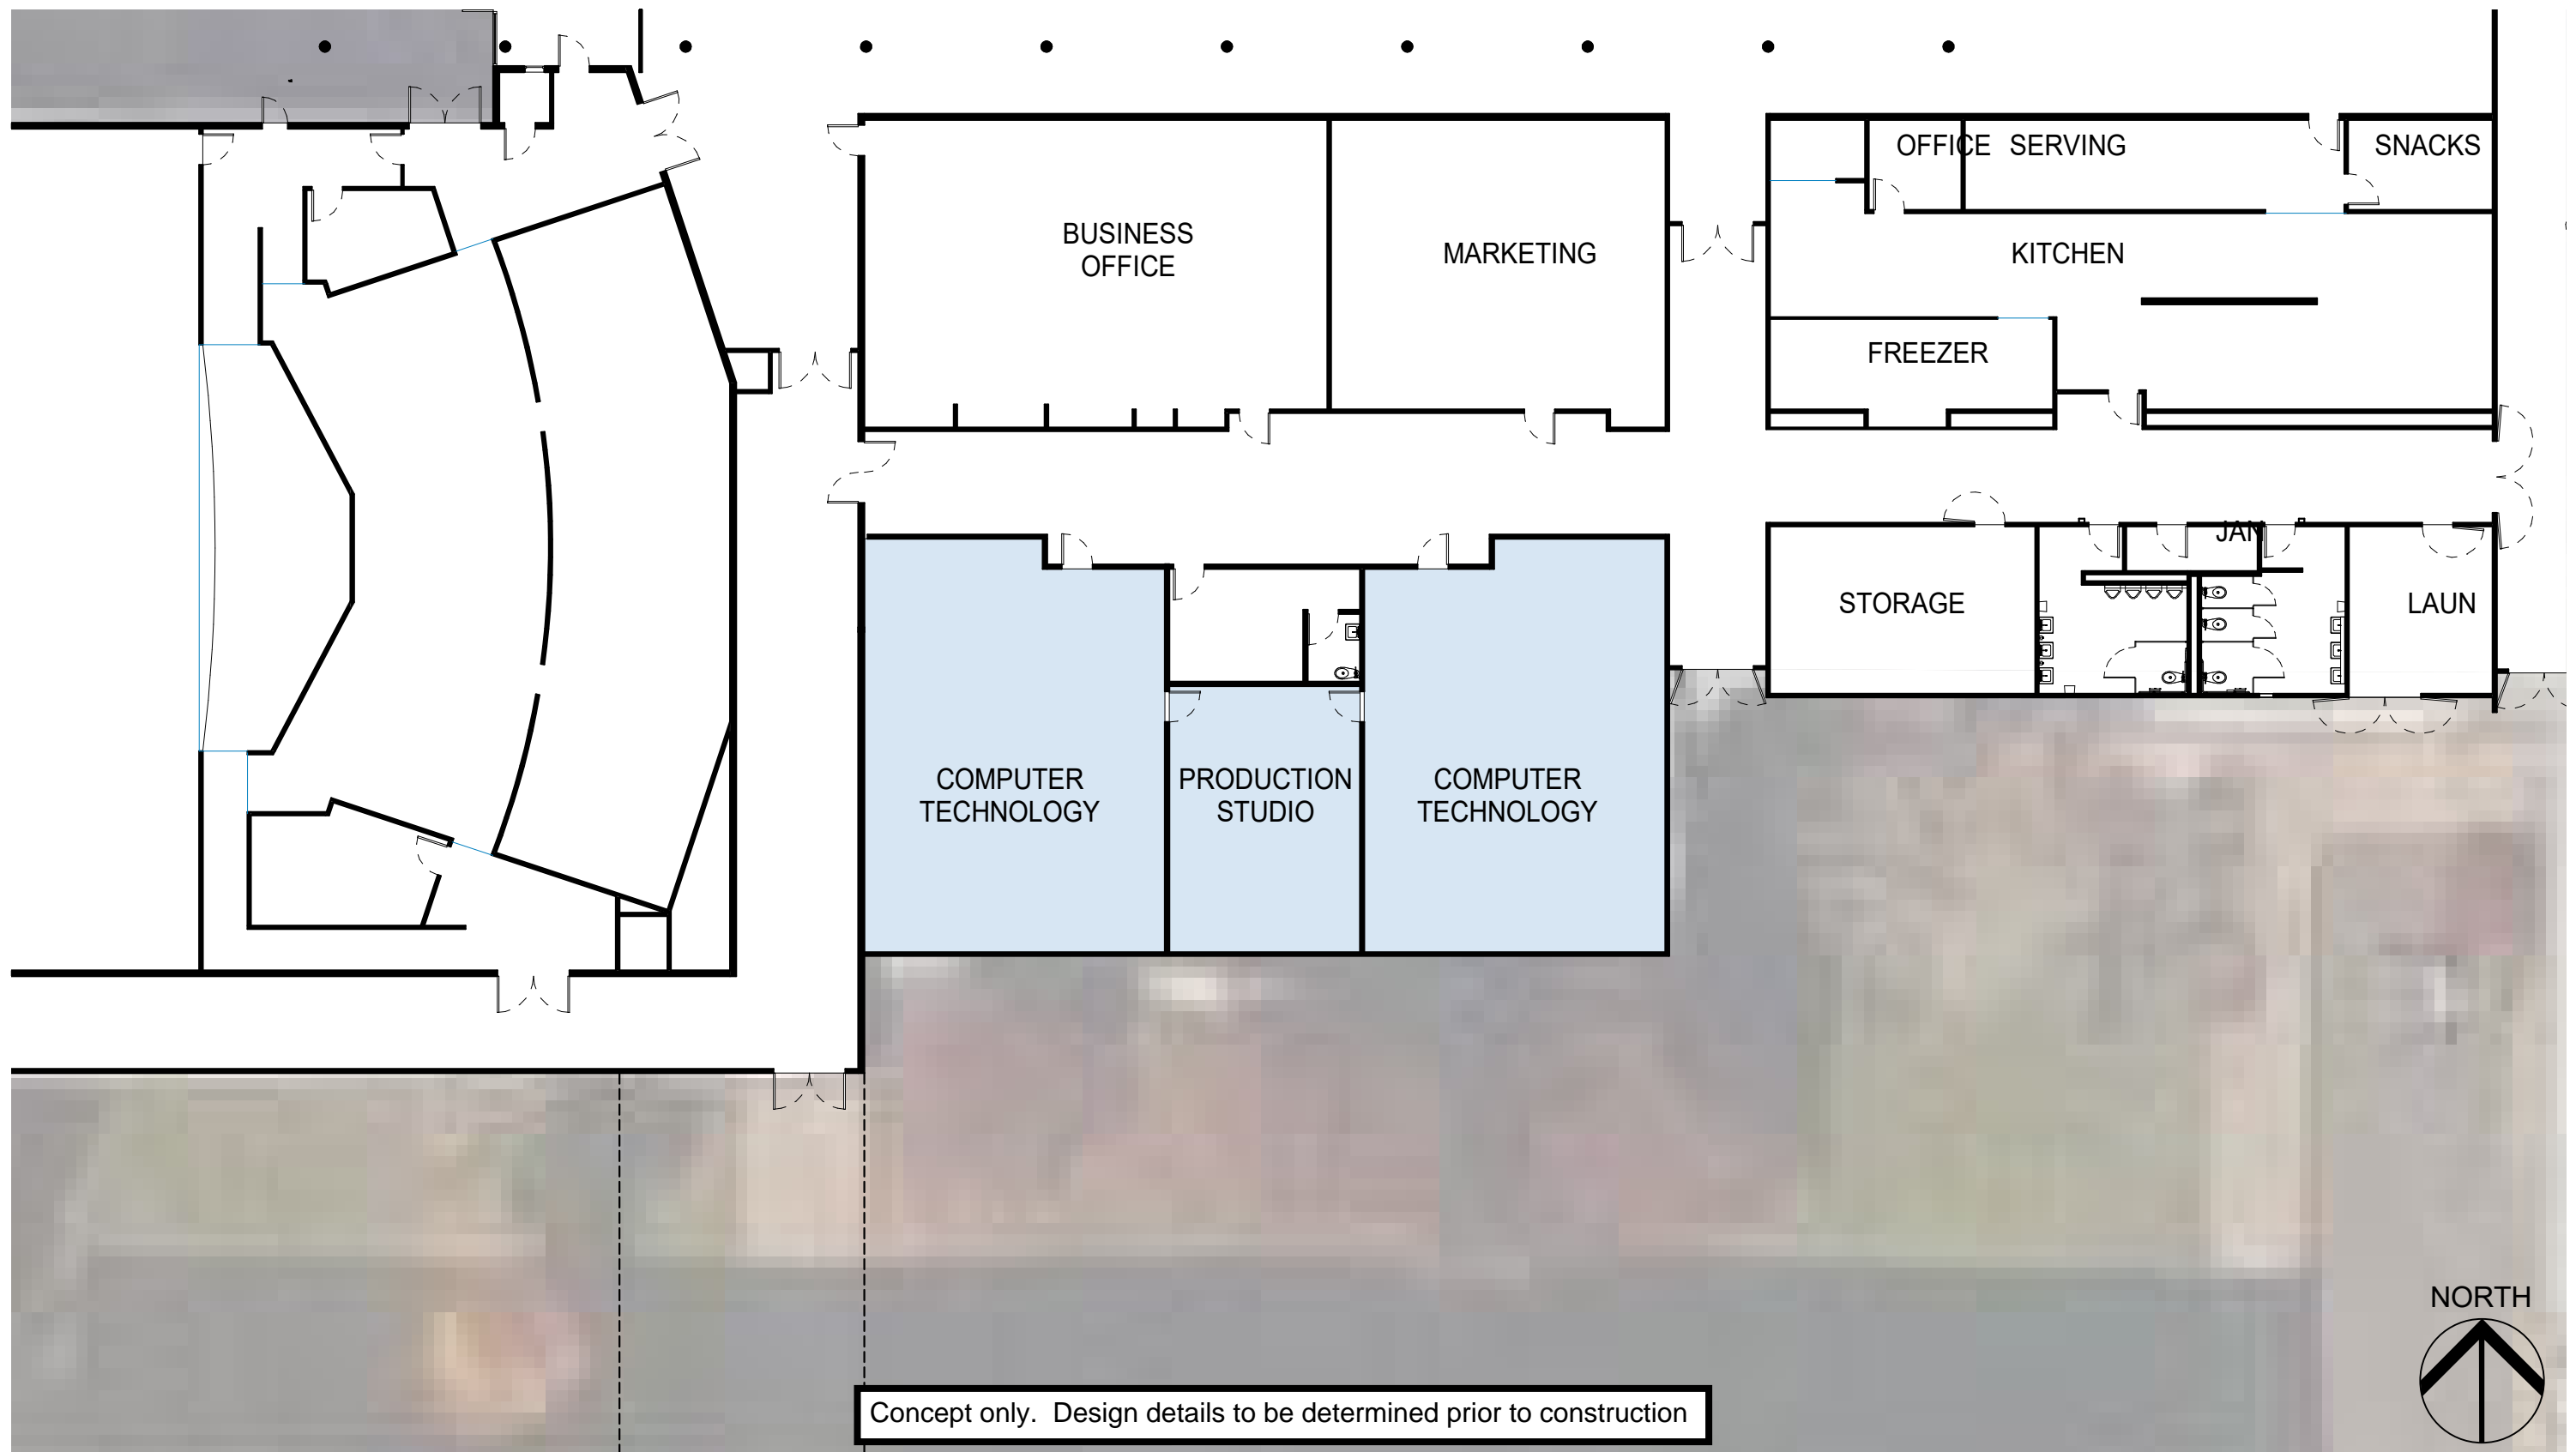 OFFICE SERVING
SNACKS
BUSINESS
OFFICE
MARKETING
KITCHEN
FREEZER
JAN
STORAGE
LAUN
COMPUTER
TECHNOLOGY
PRODUCTION
STUDIO
COMPUTER
TECHNOLOGY
NORTH
Concept only.  Design details to be determined prior to construction